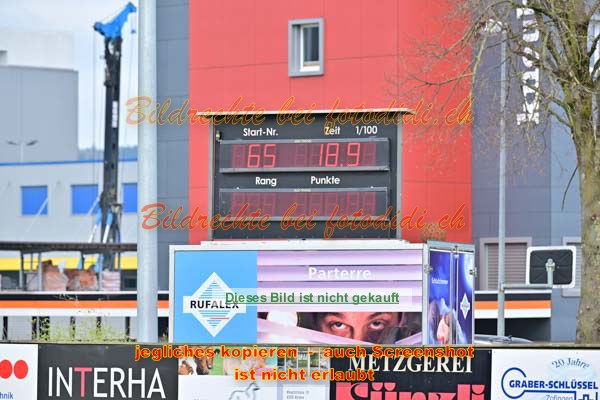 Bildrechte bei fotodidi.ch
Start-Nr. Zeit 1/100
65 18.9
Rang Punkte
Bildrechte bei fotodidi.ch
Parterre
RUFALEX
Dieses Bild ist nicht gekauft
jegliches kopieren - auch Screenshot
ist nicht erlaubt
METZGEREI
INTERHA
20 Jahre
GRABER-SCHLÜSSEL
Zofingen